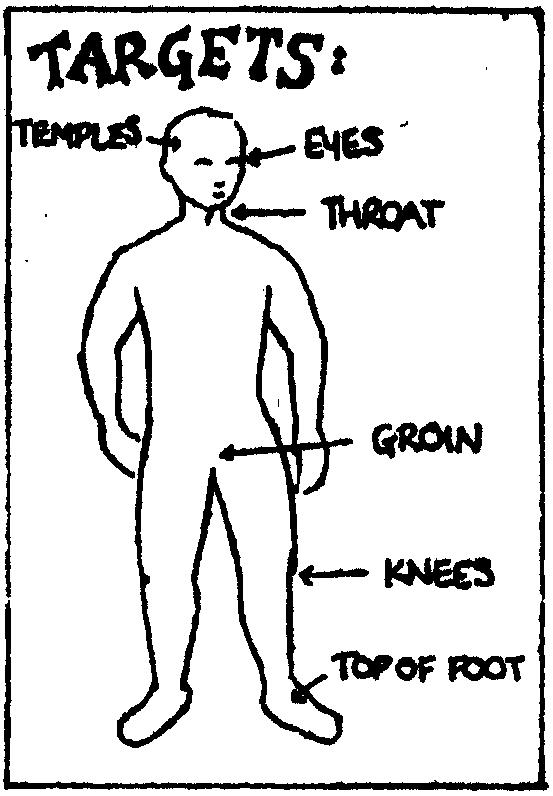 TARGETS:
TEMPLES
EYES
THROAT
GROIN
KNEES
TOP OF FOOT